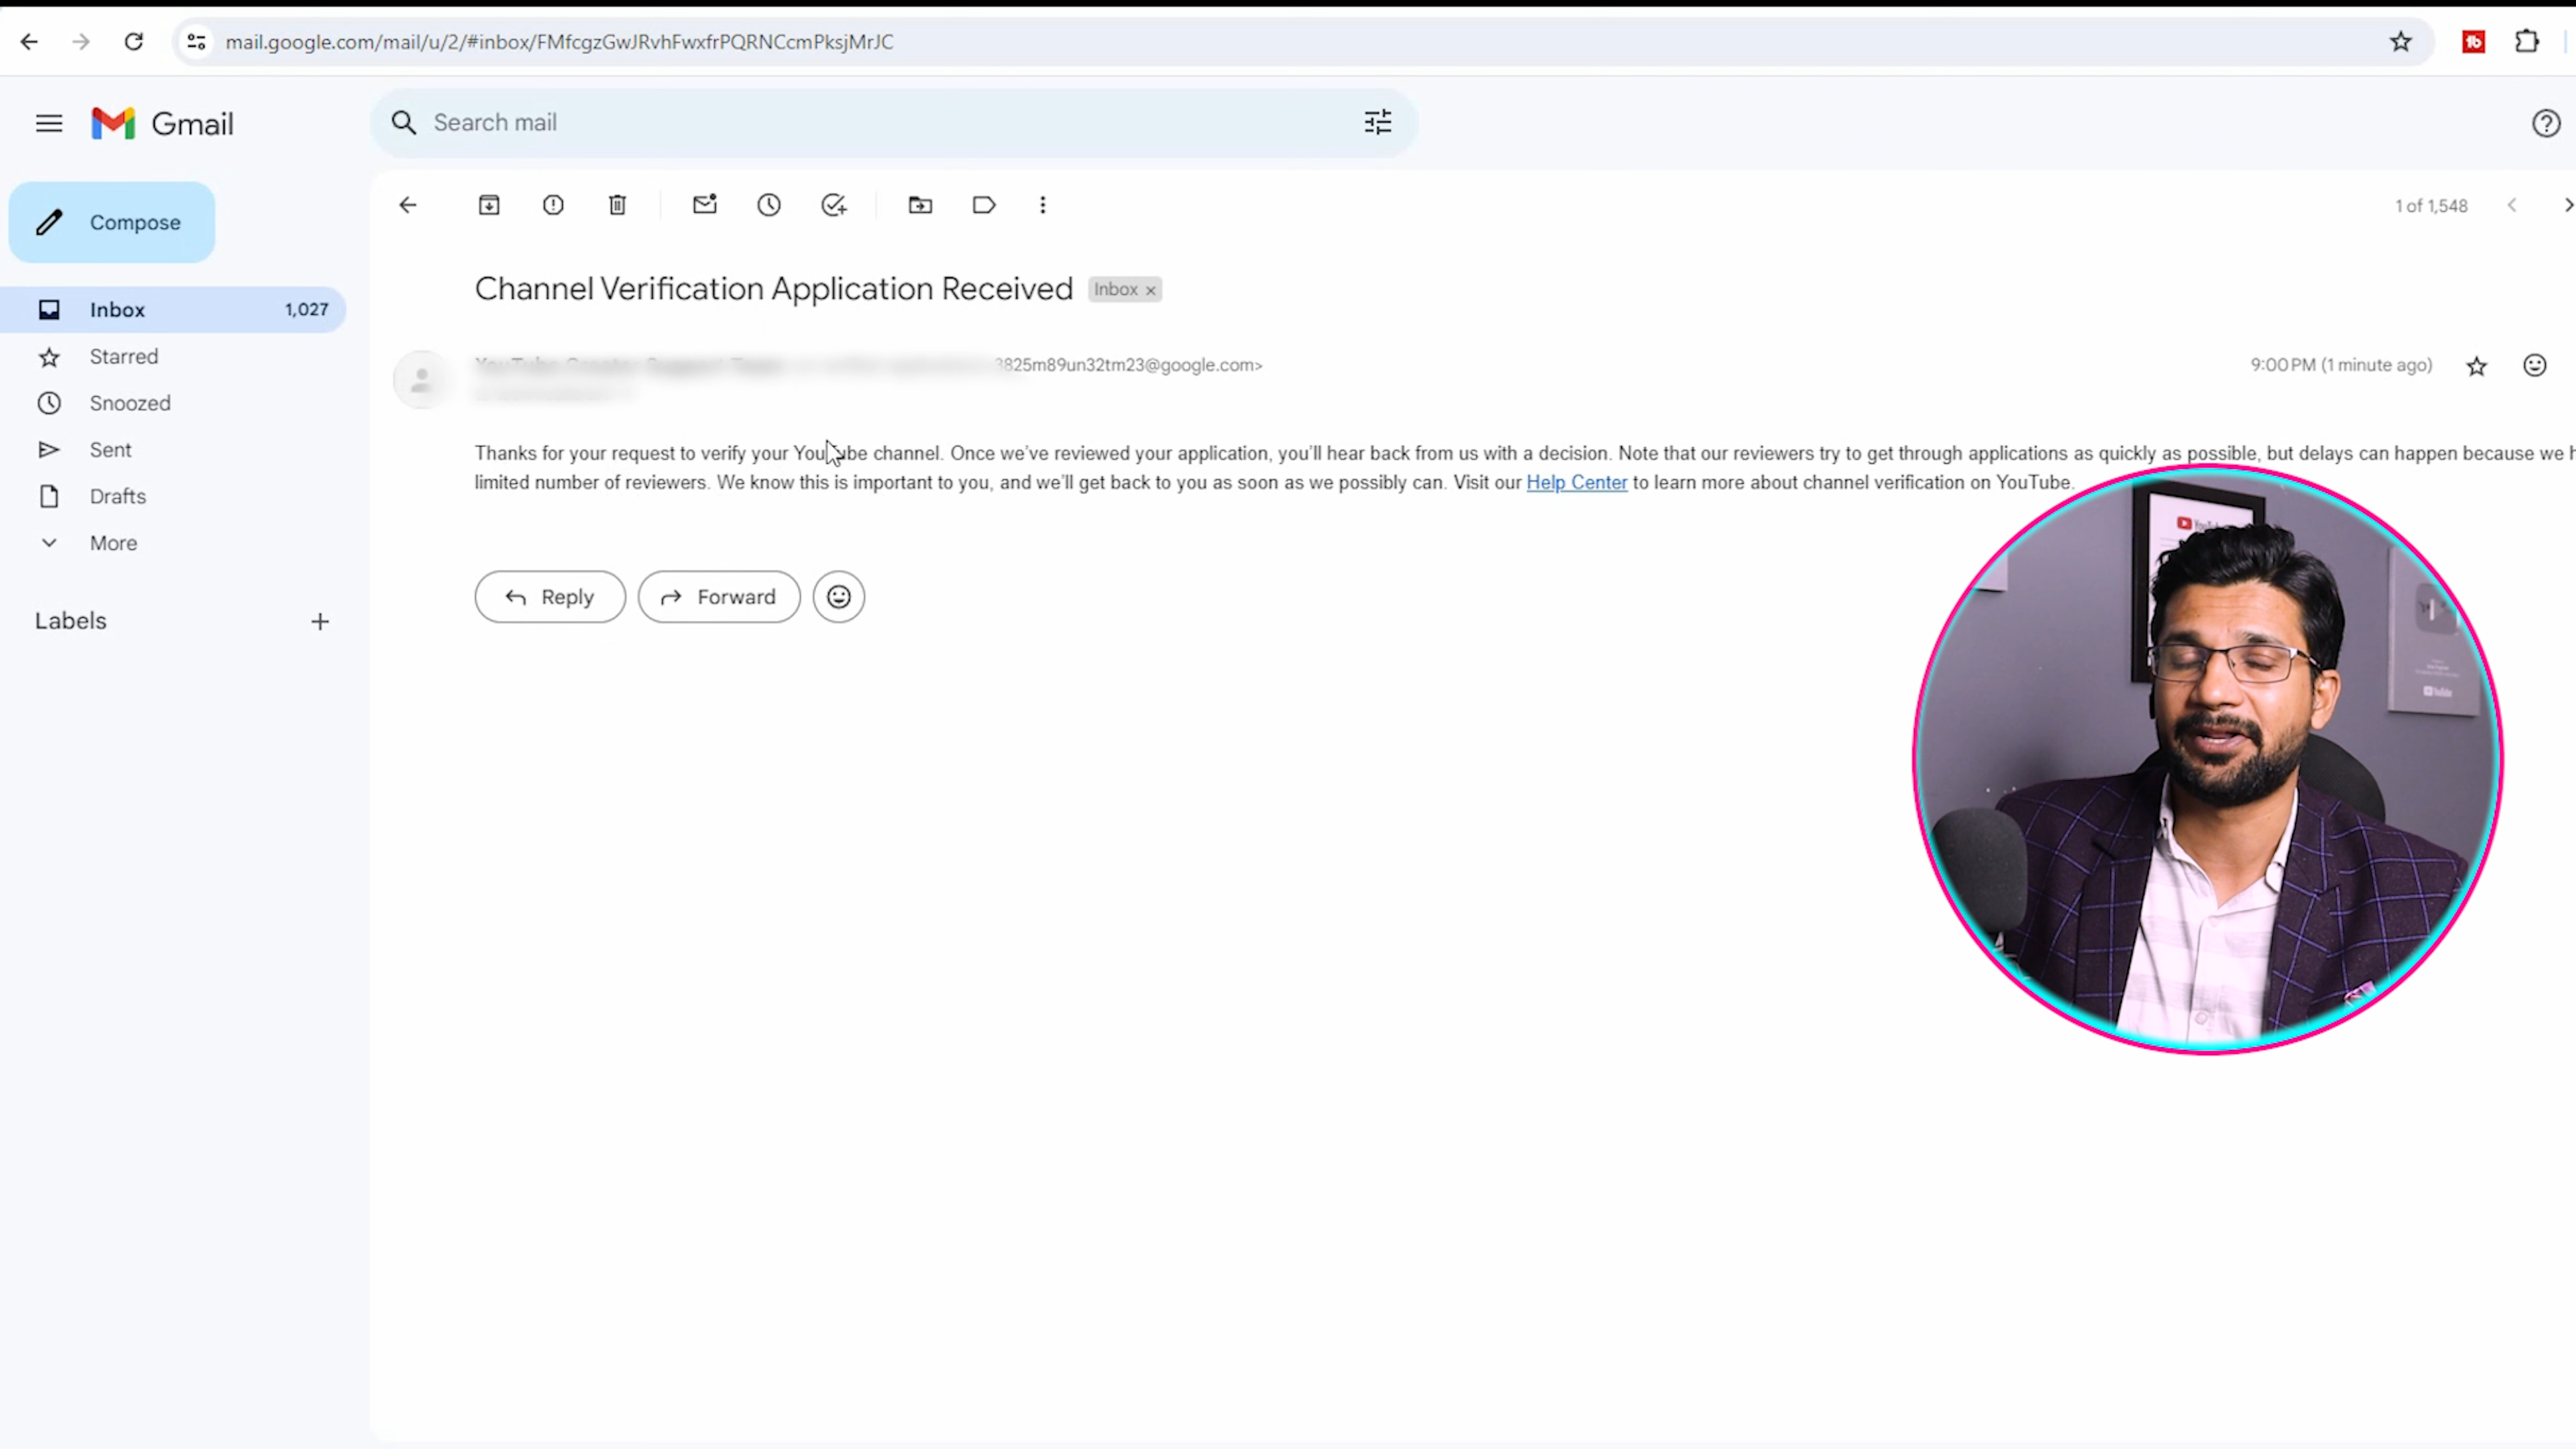 mail.google.com/mail/u/2/#inbox/FMfcgzGwJRvhFwxfrPQRNCcmPksjMrJC
Gmail
Search mail
Compose
1 of 1,548
Channel Verification Application Received Inbox x
Inbox 1,027
YouTube Creator Support Team 3825m89un32tm23@google.com>
9:00 PM (1 minute ago)
Starred
Snoozed
Sent
Drafts
More
Labels
Thanks for your request to verify your YouTube channel. Once we've reviewed your application, you'll hear back from us with a decision. Note that our reviewers try to get through applications as quickly as possible, but delays can happen because we
limited number of reviewers. We know this is important to you, and we'll get back to you as soon as we possibly can. Visit our Help Center to learn more about channel verification on YouTube.
Reply Forward
YouTube